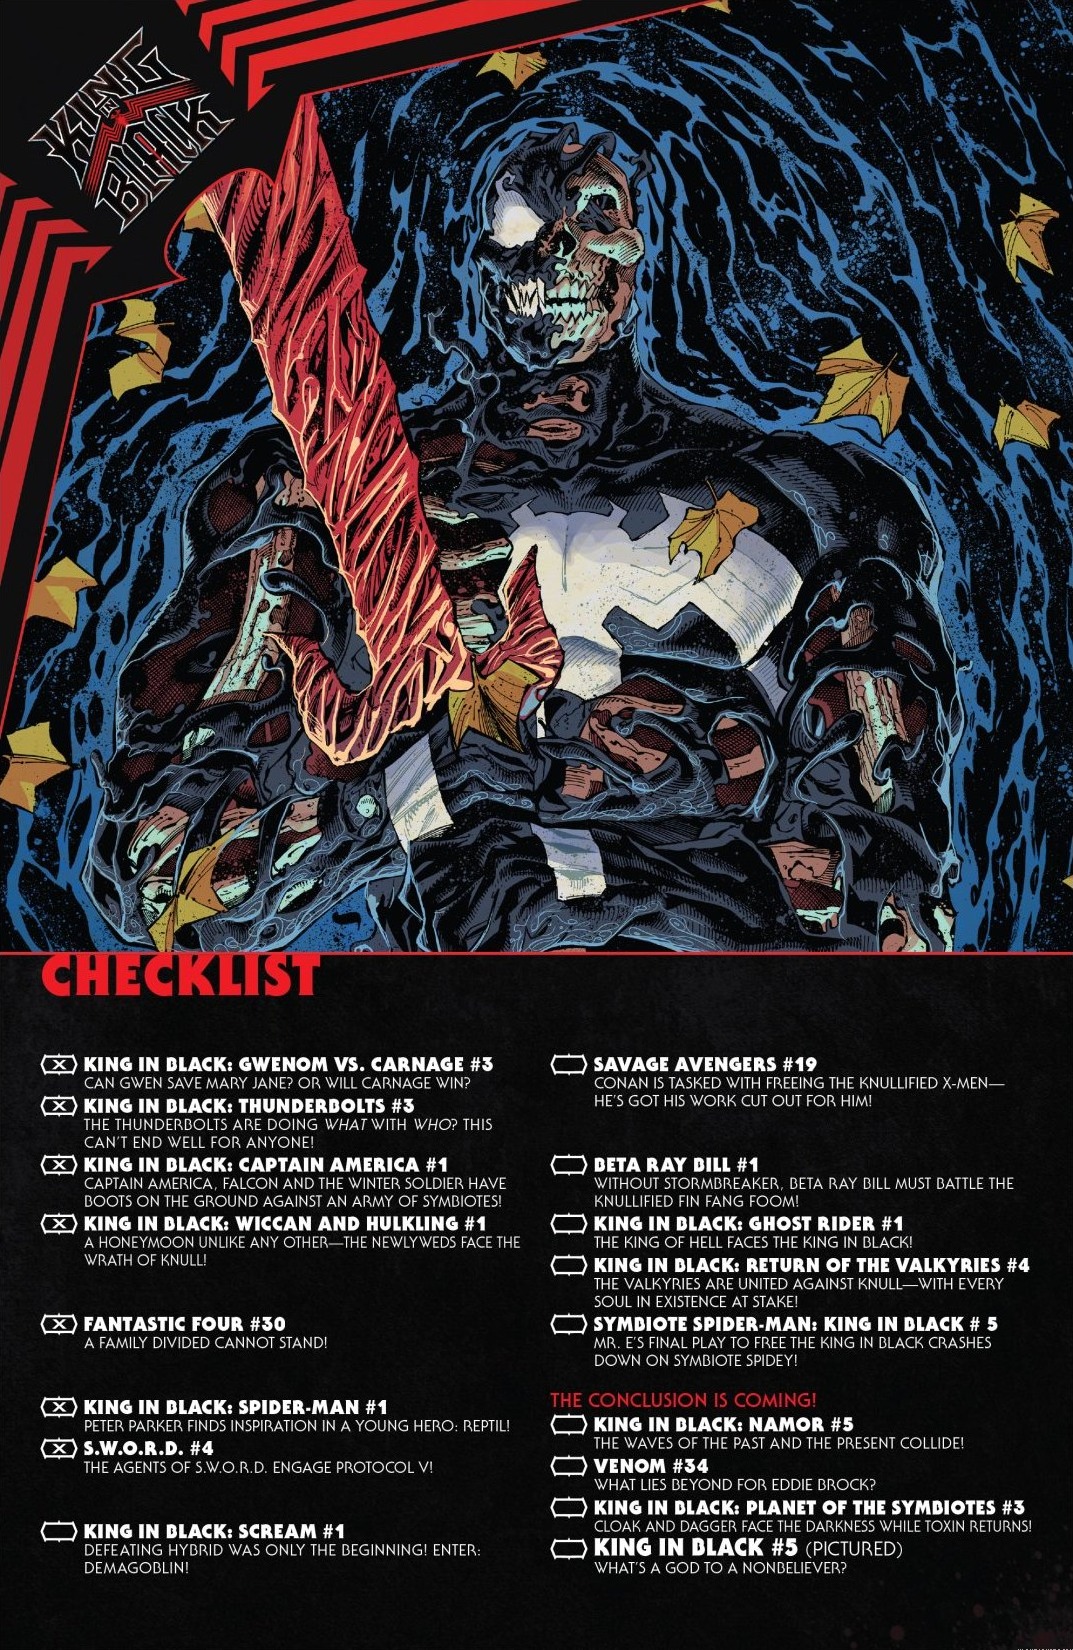 KING IN BLACK
CHECKLIST
X KING IN BLACK: GWENOM VS. CARNAGE #3
CAN GWEN SAVE MARY JANE? OR WILL CARNAGE WIN?
X KING IN BLACK: THUNDERBOLTS #3
THE THUNDERBOLTS ARE DOING WHAT WITH WHO? THIS
CAN'T END WELL FOR ANYONE!
X KING IN BLACK: CAPTAIN AMERICA #1
CAPTAIN AMERICA, FALCON AND THE WINTER SOLDIER HAVE
BOOTS ON THE GROUND AGAINST AN ARMY OF SYMBIOTES!
X KING IN BLACK: WICCAN AND HULKLING #1
A HONEYMOON UNLIKE ANY OTHER—THE NEWLYWEDS FACE THE
WRATH OF KNULL!
X FANTASTIC FOUR #30
A FAMILY DIVIDED CANNOT STAND!
X KING IN BLACK: SPIDER-MAN #1
PETER PARKER FINDS INSPIRATION IN A YOUNG HERO: REPTIL!
X S.W.O.R.D. #4
THE AGENTS OF S.W.O.R.D. ENGAGE PROTOCOL V!
KING IN BLACK: SCREAM #1
DEFEATING HYBRID WAS ONLY THE BEGINNING! ENTER:
DEMAGOBLIN!
SAVAGE AVENGERS #19
CONAN IS TASKED WITH FREEING THE KNULLIFIED X-MEN—
HE'S GOT HIS WORK CUT OUT FOR HIM!
BETA RAY BILL #1
WITHOUT STORMBREAKER, BETA RAY BILL MUST BATTLE THE
KNULLIFIED FIN FANG FOOM!
KING IN BLACK: GHOST RIDER #1
THE KING OF HELL FACES THE KING IN BLACK!
KING IN BLACK: RETURN OF THE VALKYRIES #4
THE VALKYRIES ARE UNITED AGAINST KNULL—WITH EVERY
SOUL IN EXISTENCE AT STAKE!
SYMBIOTE SPIDER-MAN: KING IN BLACK # 5
MR. E'S FINAL PLAY TO FREE THE KING IN BLACK CRASHES
DOWN ON SYMBIOTE SPIDEY!
THE CONCLUSION IS COMING!
KING IN BLACK: NAMOR #5
THE WAVES OF THE PAST AND THE PRESENT COLLIDE!
VENOM #34
WHAT LIES BEYOND FOR EDDIE BROCK?
KING IN BLACK: PLANET OF THE SYMBIOTES #3
CLOAK AND DAGGER FACE THE DARKNESS WHILE TOXIN RETURNS!
KING IN BLACK #5 (PICTURED)
WHAT'S A GOD TO A NONBELIEVER?